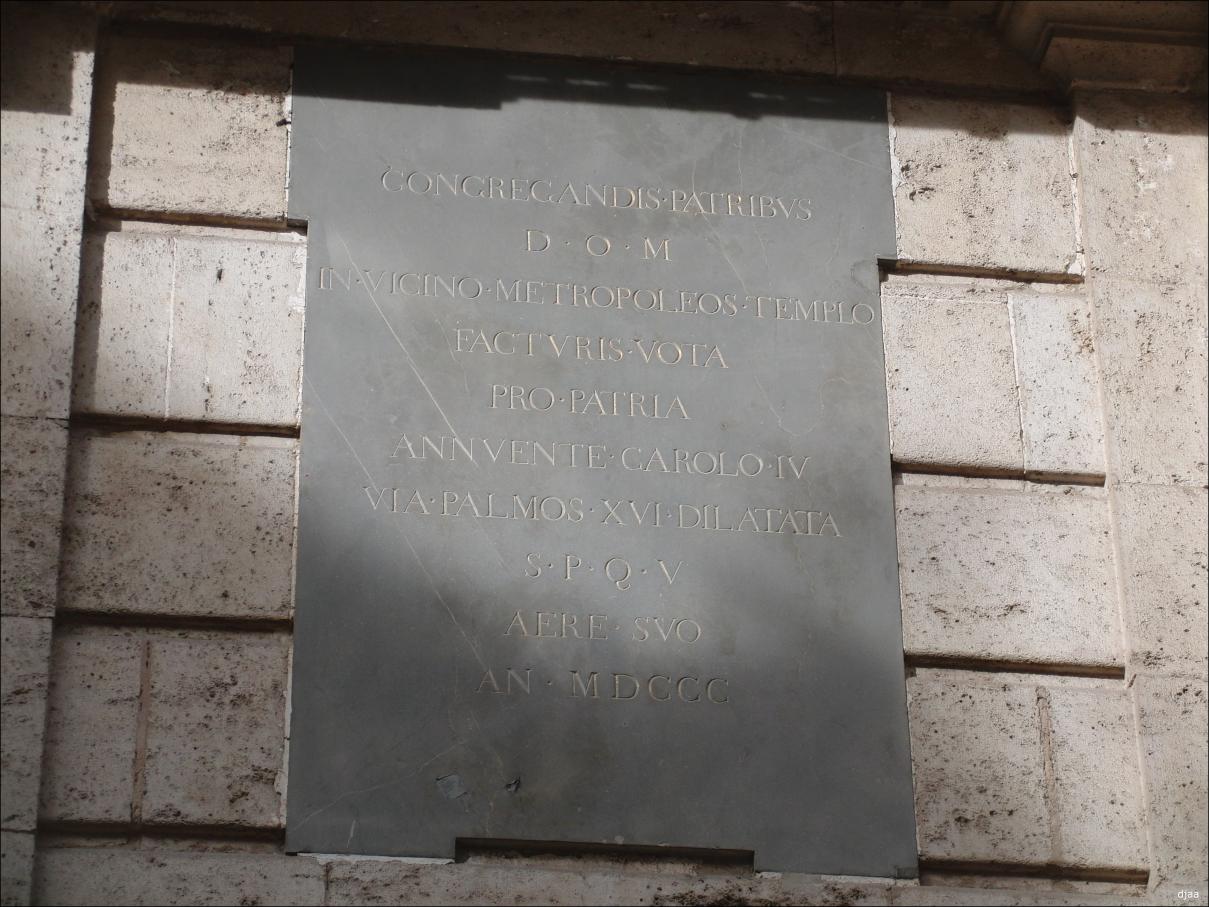 CONGREGANDIS·PATRIBVS
D·O·M
IN·VICINO·METROPOLEOS·TEMPLO
FACTVRIS·VOTA
PRO·PATRIA
ANNVENTE·CAROLO·IV
VIA·PALMOS·XVI·DILATATA
S·P·Q·V
AERE·SVO
AN·MDCCC
djaa